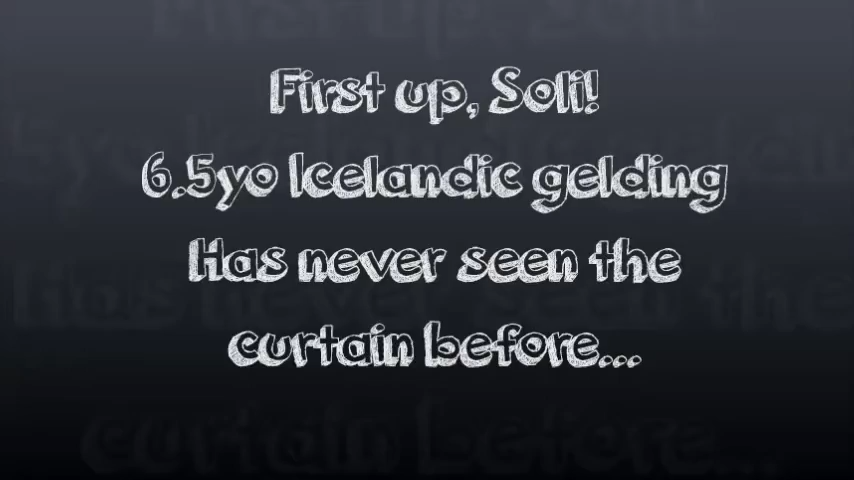 First up, Soli!
6.5yo Icelandic gelding
Has never seen the
curtain before...